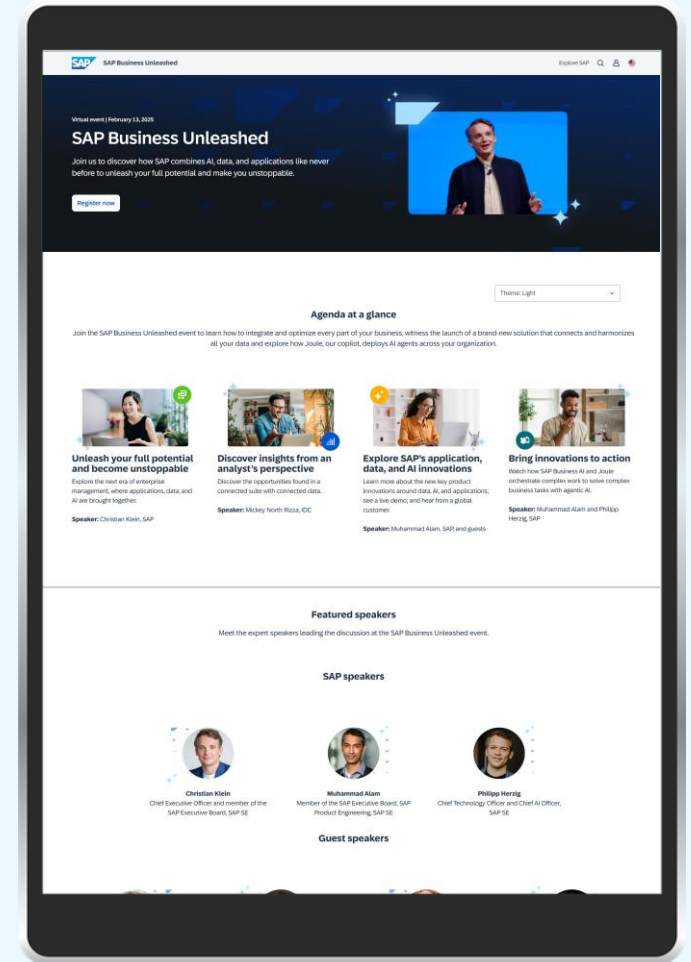 SAP SAP Business Unleashed Explore SAP
Virtual event | February 13, 2025
SAP Business Unleashed
Join us to discover how SAP combines AI, data, and applications like never
before to unleash your full potential and make you unstoppable.
Register now
Theme: Light
Agenda at a glance
Join the SAP Business Unleashed event to learn how to integrate and optimize every part of your business, witness the launch of a brand-new solution that connects and harmonizes
all your data and explore how Joule, our copilot, deploys AI agents across your organization.
Unleash your full potential
and become unstoppable
Explore the next era of enterprise
management, where applications, data, and
AI are brought together.
Speaker: Christian Klein, SAP
Discover insights from an
analyst's perspective
Discover the opportunities found in a
connected suite with connected data.
Speaker: Mickey North Rizza, IDC
Explore SAP's application,
data, and AI innovations
Learn more about the new key product
innovations around data, AI, and applications;
see a live demo; and hear from a global
customer.
Speaker: Muhammad Alam, SAP, and guests
Bring innovations to action
Watch how SAP Business AI and Joule
orchestrate complex work to solve complex
business tasks with agentic AI.
Speaker: Muhammad Alam and Philipp
Herzig, SAP
Featured speakers
Meet the expert speakers leading the discussion at the SAP Business Unleashed event.
SAP speakers
Christian Klein
Chief Executive Officer and member of the
SAP Executive Board, SAP SE
Muhammad Alam
Member of the SAP Executive Board, SAP
Product Engineering, SAP SE
Philipp Herzig
Chief Technology Officer and Chief AI Officer,
SAP SE
Guest speakers